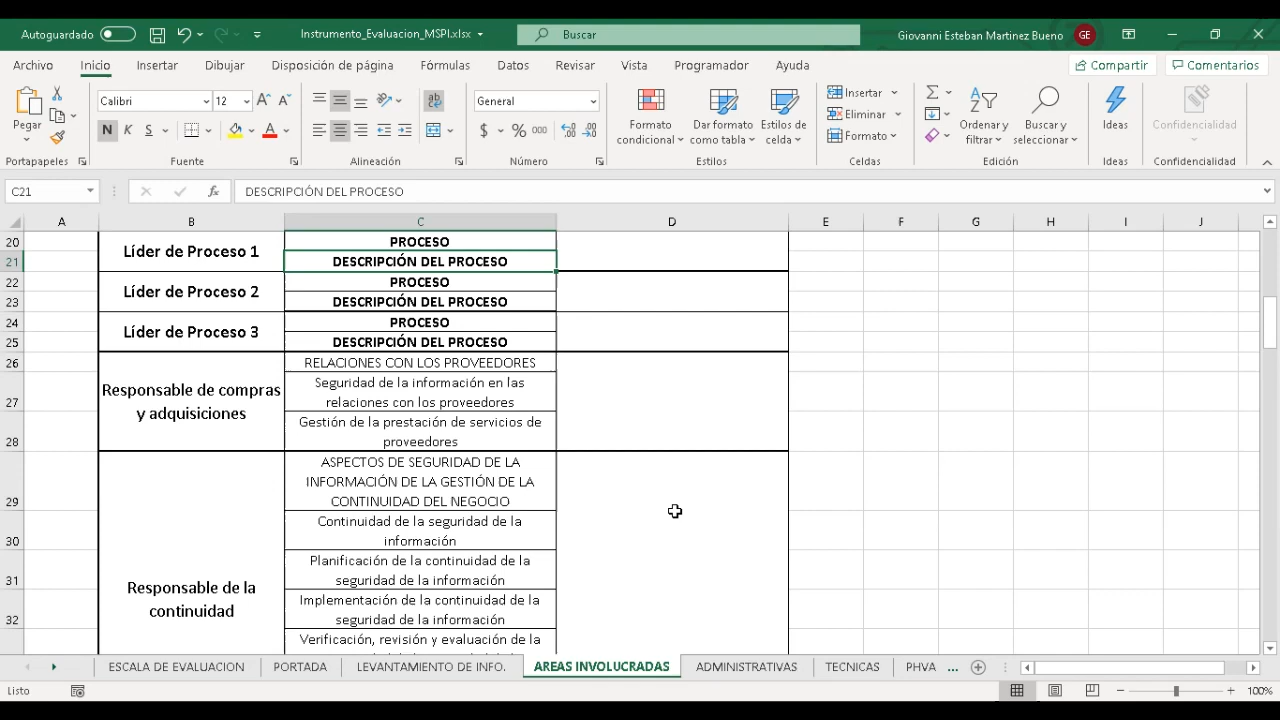 Autoguardado
Instrumento_Evaluacion_MSPI.xlsx
Buscar
Giovanni Esteban Martinez Bueno
GE
Archivo Inicio Insertar Dibujar Disposición de página Fórmulas Datos Revisar Vista Programador Ayuda
Compartir
Comentarios
Pegar
Calibri
12
N K S
General
$ % 000
Formato condicional
Dar formato como tabla
Estilos de celda
Insertar
Eliminar
Formato
Ordenar y filtrar
Buscar y seleccionar
Ideas
Confidencialidad
Portapapeles Fuente Alineación Número Estilos Celdas Edición Ideas Confidencialidad
C21
fx
DESCRIPCIÓN DEL PROCESO
A B C D E F G H I J
20
Líder de Proceso 1
PROCESO
21
DESCRIPCIÓN DEL PROCESO
22
Líder de Proceso 2
PROCESO
23
DESCRIPCIÓN DEL PROCESO
24
Líder de Proceso 3
PROCESO
25
DESCRIPCIÓN DEL PROCESO
26
RELACIONES CON LOS PROVEEDORES
Responsable de compras
y adquisiciones
Seguridad de la información en las
27
relaciones con los proveedores
Gestión de la prestación de servicios de
28
proveedores
ASPECTOS DE SEGURIDAD DE LA
INFORMACIÓN DE LA GESTIÓN DE LA
29
CONTINUIDAD DEL NEGOCIO
Continuidad de la seguridad de la
30
información
Planificación de la continuidad de la
31
seguridad de la información
Responsable de la
continuidad
Implementación de la continuidad de la
32
seguridad de la información
Verificación, revisión y evaluación de la
ESCALA DE EVALUACION PORTADA LEVANTAMIENTO DE INFO. AREAS INVOLUCRADAS ADMINISTRATIVAS TECNICAS PHVA ...
Listo
100%